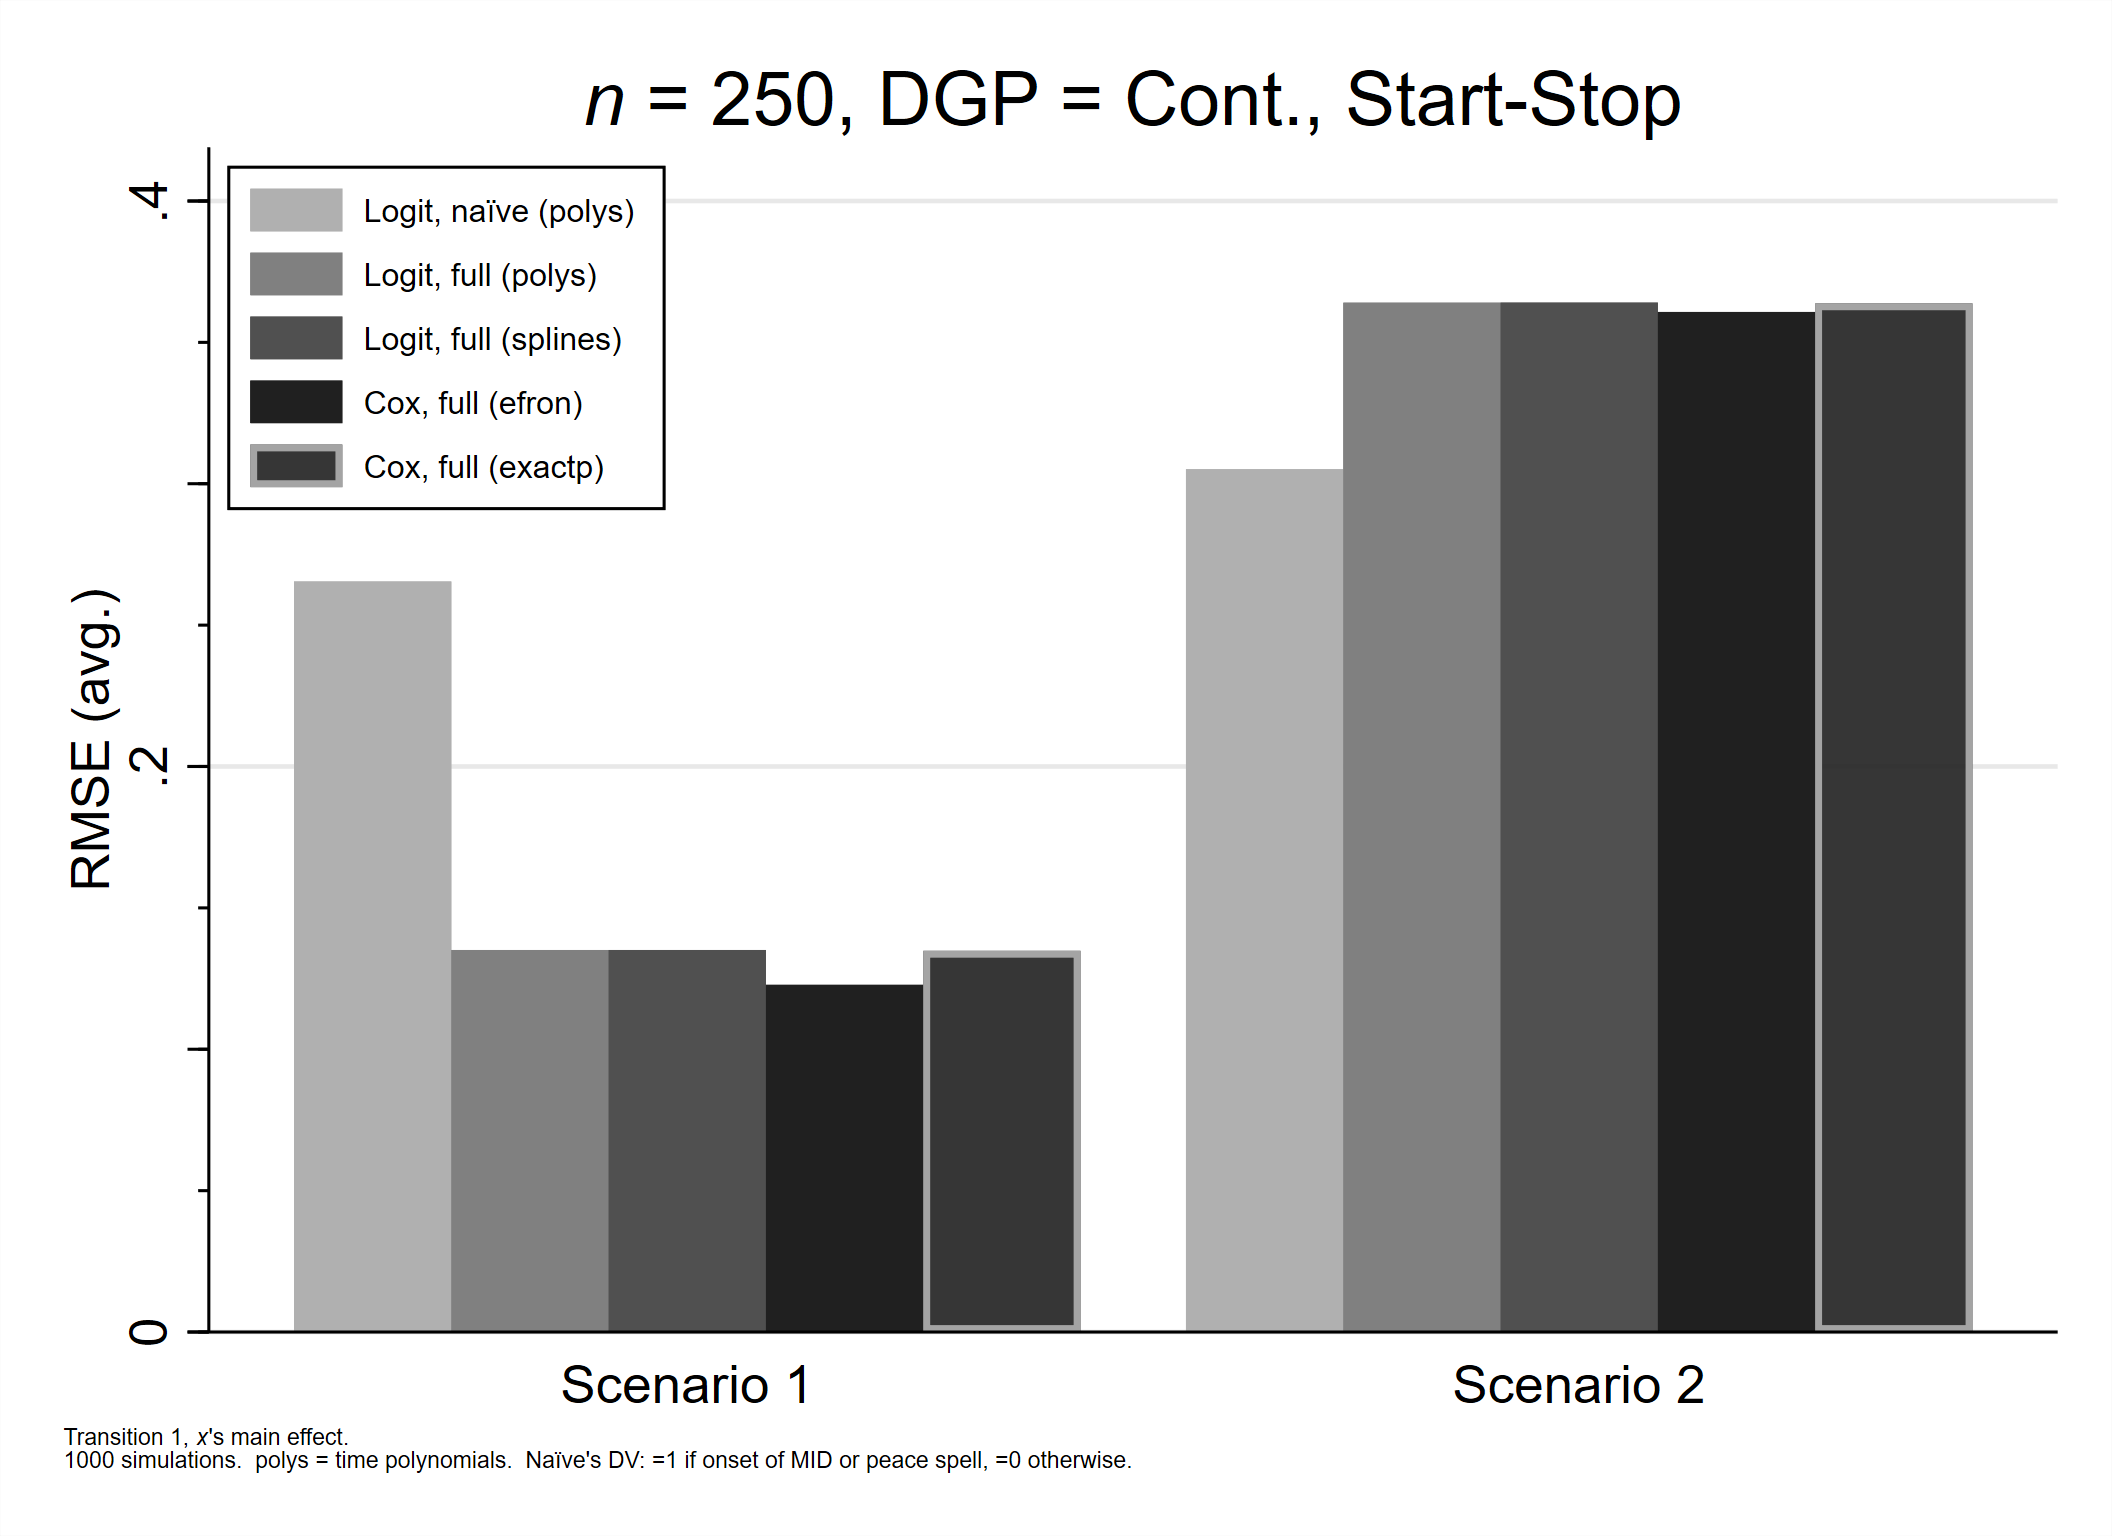 n = 250, DGP = Cont., Start-Stop
Logit, naïve (polys)
Logit, full (polys)
Logit, full (splines)
Cox, full (efron)
Cox, full (exactp)
RMSE (avg.)
.4
.2
0
Scenario 1
Scenario 2
Transition 1, x's main effect.
1000 simulations.  polys = time polynomials.  Naïve's DV: =1 if onset of MID or peace spell, =0 otherwise.